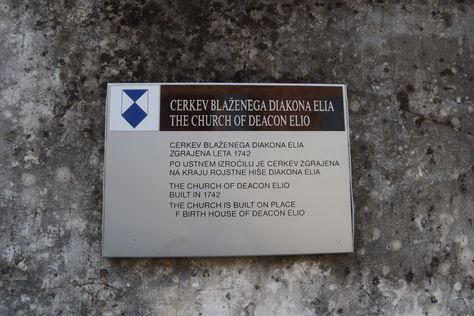 CERKEV BLAŽENEGA DIAKONA ELIA
THE CHURCH OF DEACON ELIO
CERKEV BLAŽENEGA DIAKONA ELIA
ZGRAJENA LETA 1742
PO USTNEM IZROČILU JE CERKEV ZGRAJENA
NA KRAJU ROJSTNE HIŠE DIAKONA ELIA
THE CHURCH OF DEACON ELIO
BUILT IN 1742
THE CHURCH IS BUILT ON PLACE
F BIRTH HOUSE OF DEACON ELIO